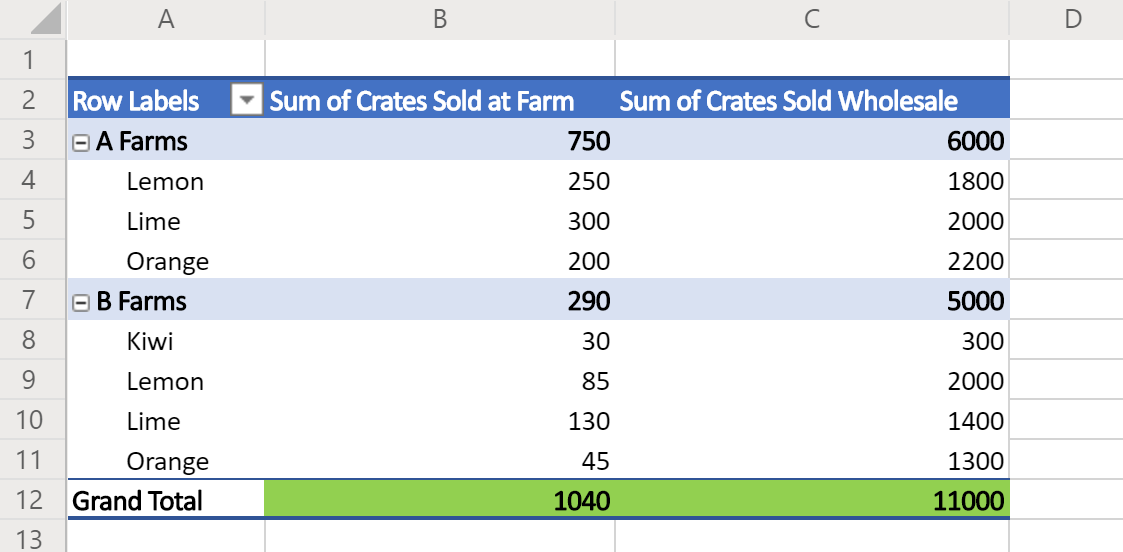 A B C D
1
2 Row Labels Sum of Crates Sold at Farm Sum of Crates Sold Wholesale
3 A Farms 750 6000
4 Lemon 250 1800
5 Lime 300 2000
6 Orange 200 2200
7 B Farms 290 5000
8 Kiwi 30 300
9 Lemon 85 2000
10 Lime 130 1400
11 Orange 45 1300
12 Grand Total 1040 11000
13